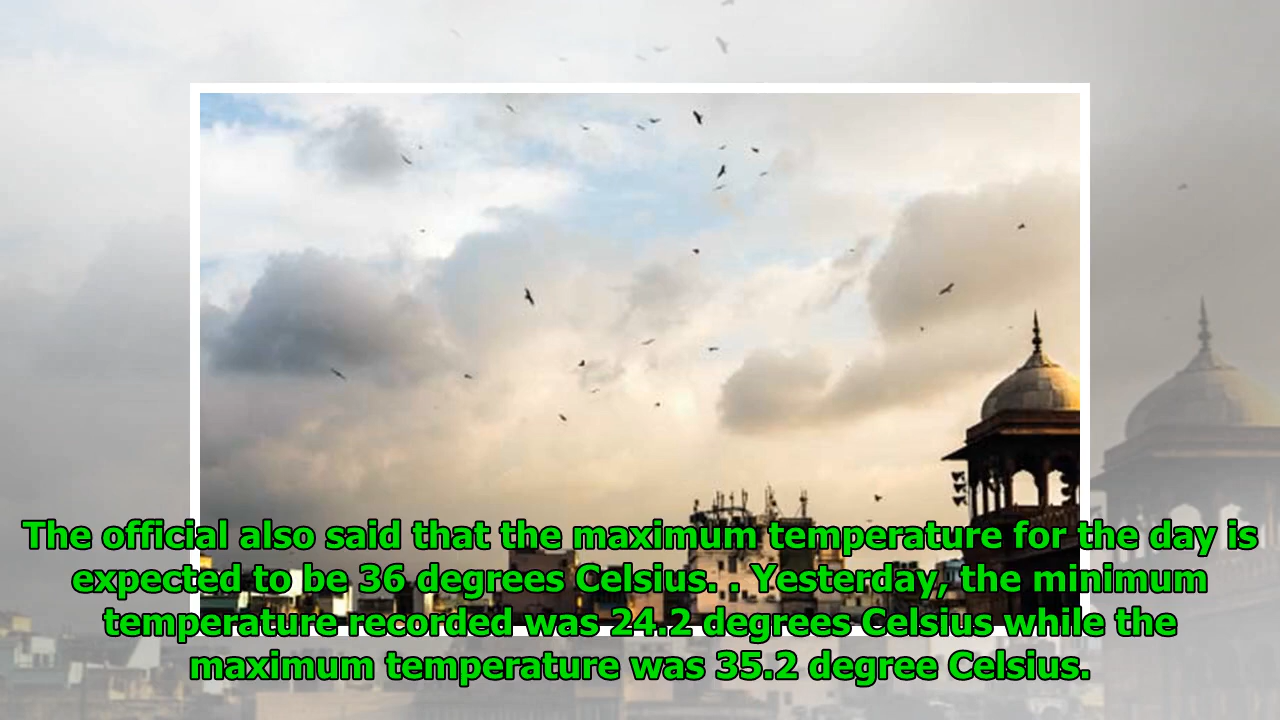 The official also said that the maximum temperature for the day is
expected to be 36 degrees Celsius. . Yesterday, the minimum
temperature recorded was 24.2 degrees Celsius while the
maximum temperature was 35.2 degree Celsius.